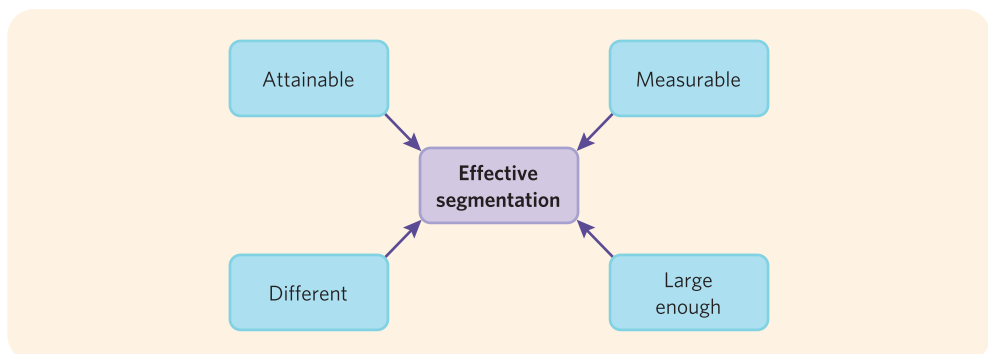 Attainable
Measurable
Effective
segmentation
Different
Large
enough